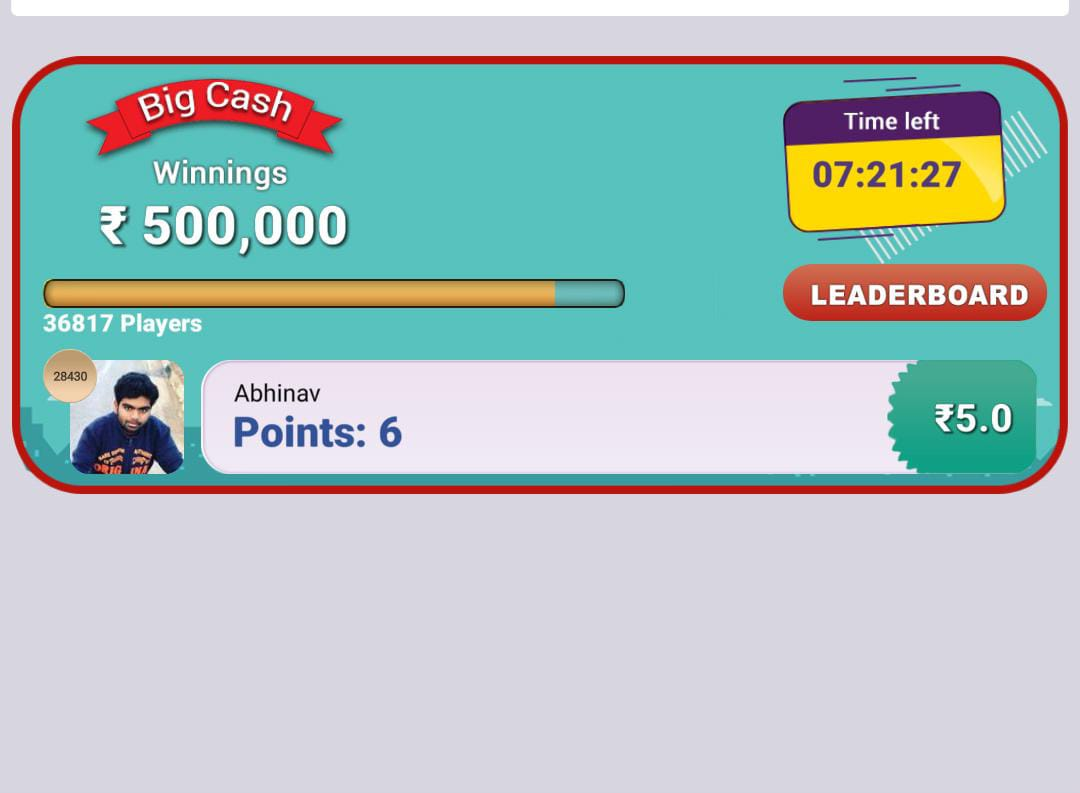 Big Cash
Winnings
₹ 500,000
Time left
07:21:27
36817 Players
LEADERBOARD
28430
Abhinav
Points: 6
₹5.0